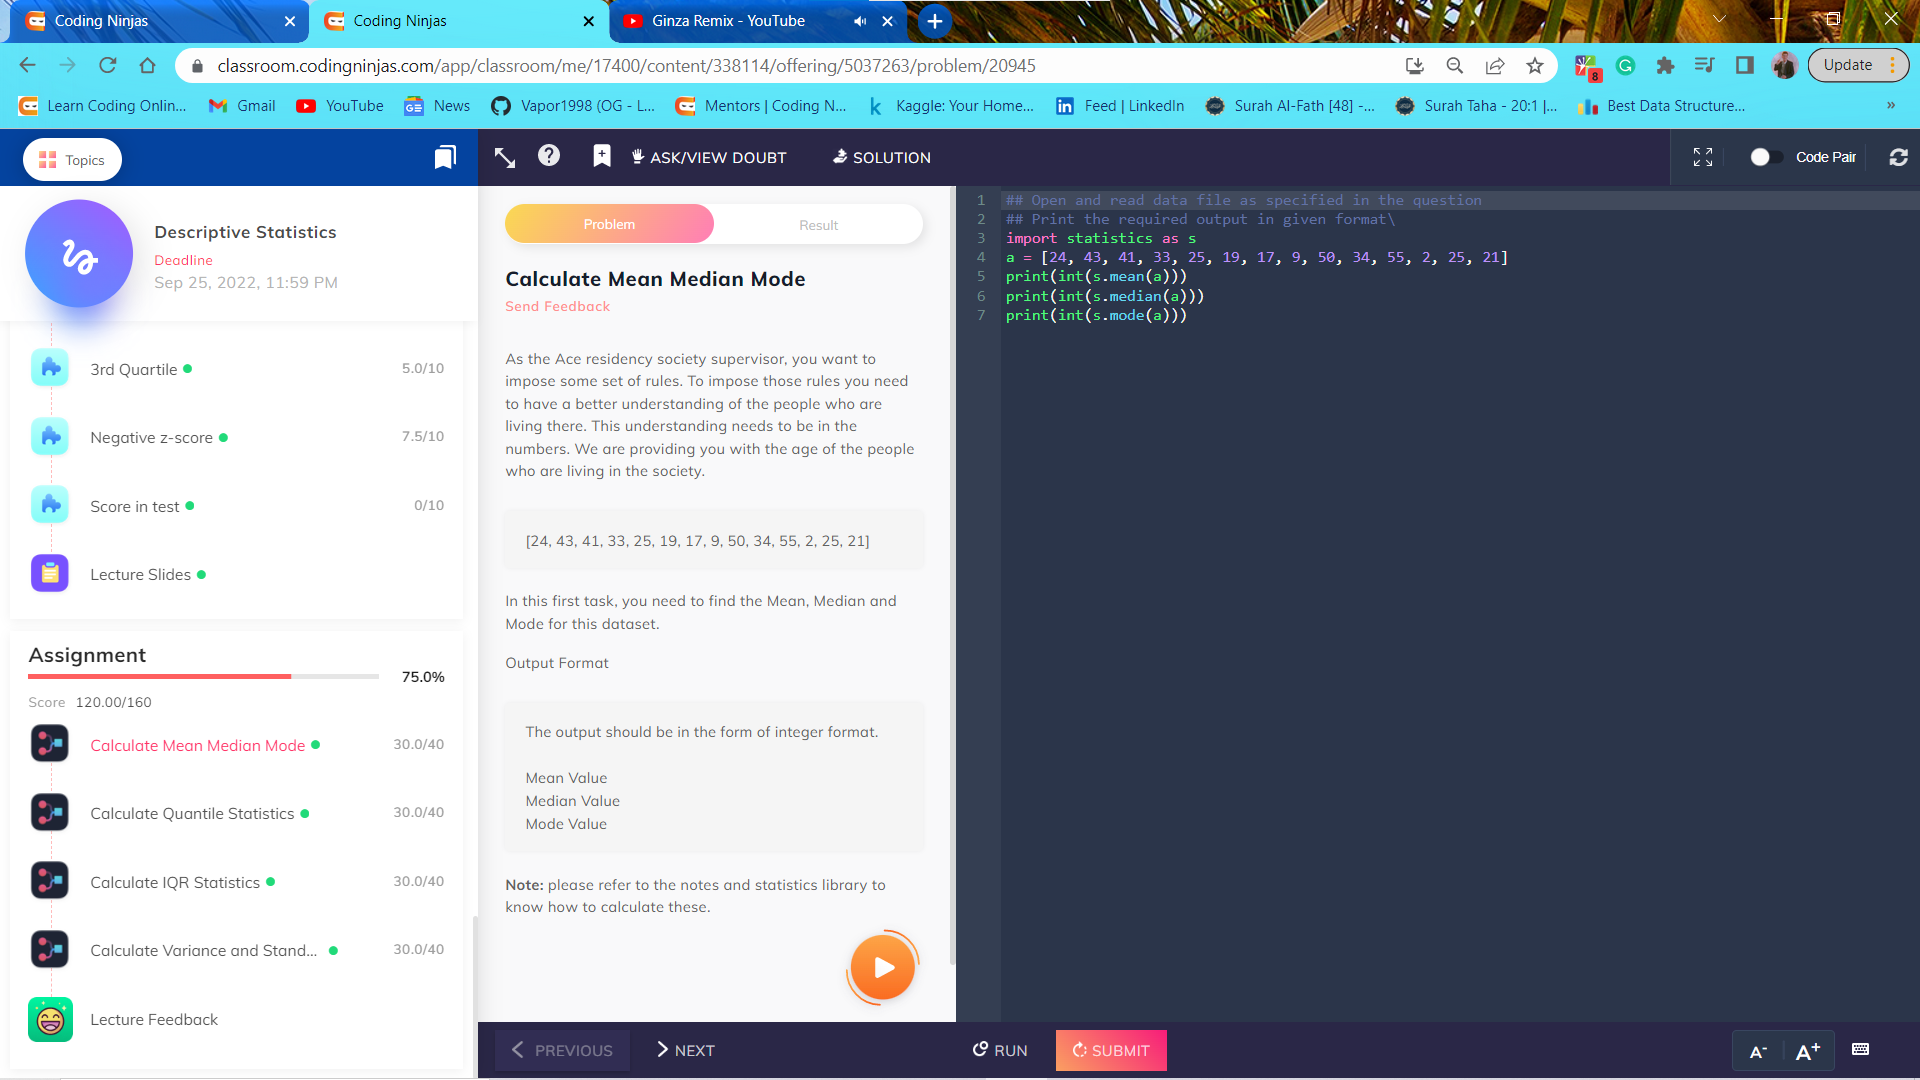 Coding Ninjas
Coding Ninjas
Ginza Remix - YouTube
classroom.codingninjas.com/app/classroom/me/17400/content/338114/offering/5037263/problem/20945
8
Update
Learn Coding Onlin...
Gmail
YouTube
News
Vapor1998 (OG - L...
Mentors | Coding N...
Kaggle: Your Home...
Feed | LinkedIn
Surah Al-Fath [48] -...
Surah Taha - 20:1 |...
Best Data Structure...
»
Topics
ASK/VIEW DOUBT
SOLUTION
Code Pair
Descriptive Statistics
Deadline
Sep 25, 2022, 11:59 PM
3rd Quartile
5.0/10
Negative z-score
7.5/10
Score in test
0/10
Lecture Slides
Assignment
75.0%
Score 120.00/160
Calculate Mean Median Mode
30.0/40
Calculate Quantile Statistics
30.0/40
Calculate IQR Statistics
30.0/40
Calculate Variance and Stand...
30.0/40
Lecture Feedback
Problem
Result
Calculate Mean Median Mode
Send Feedback
As the Ace residency society supervisor, you want to
impose some set of rules. To impose those rules you need
to have a better understanding of the people who are
living there. This understanding needs to be in the
numbers. We are providing you with the age of the people
who are living in the society.
[24, 43, 41, 33, 25, 19, 17, 9, 50, 34, 55, 2, 25, 21]
In this first task, you need to find the Mean, Median and
Mode for this dataset.
Output Format
The output should be in the form of integer format.
Mean Value
Median Value
Mode Value
Note: please refer to the notes and statistics library to
know how to calculate these.
1 ## Open and read data file as specified in the question
2 ## Print the required output in given format\
3 import statistics as s
4 a = [24, 43, 41, 33, 25, 19, 17, 9, 50, 34, 55, 2, 25, 21]
5 print(int(s.mean(a)))
6 print(int(s.median(a)))
7 print(int(s.mode(a)))
PREVIOUS
NEXT
RUN
SUBMIT
A-
A+